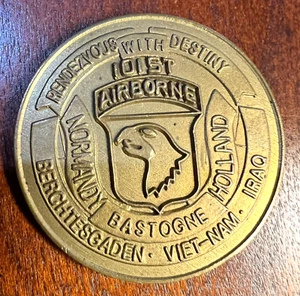 RENDEZVOUS WITH DESTINY
101ST
AIRBORNE
NORMANDY BASTOGNE HOLLAND
BERCHTESGADEN · VIET-NAM · IRAQ